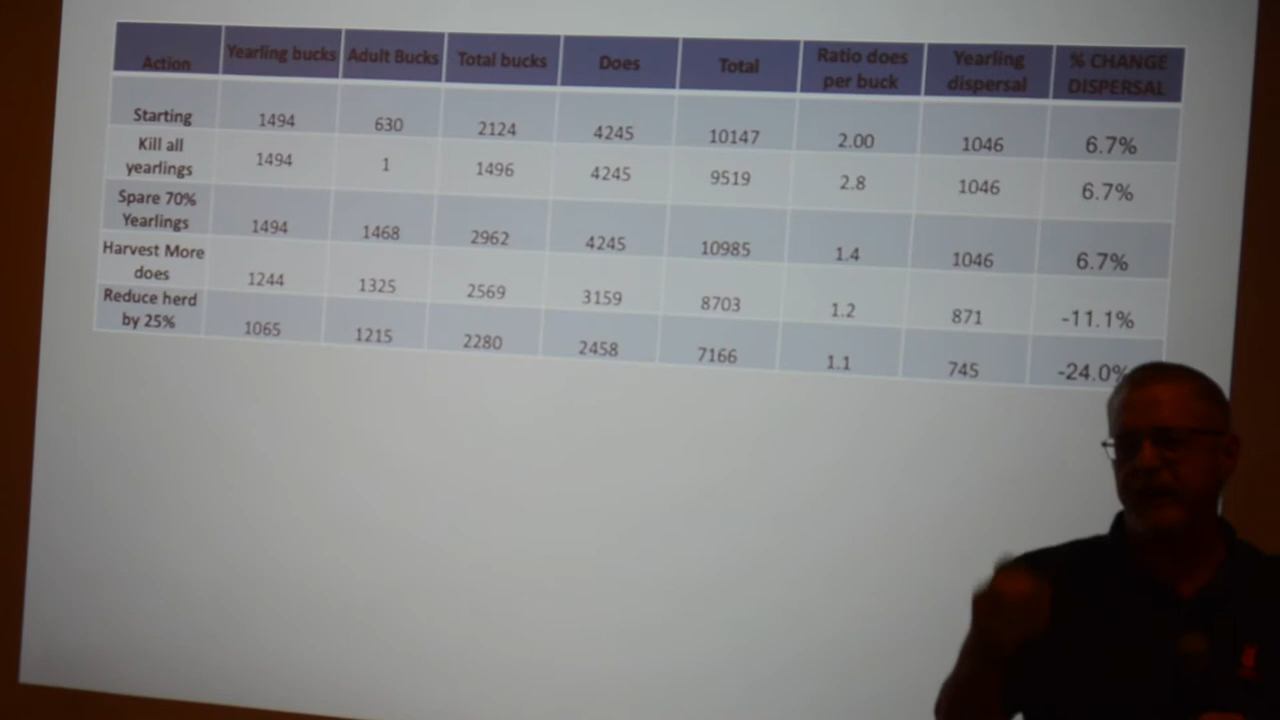 Action Yearling bucks Adult Bucks Total bucks Does Total Ratio does per buck Yearling dispersal % CHANGE DISPERSAL
Starting 1494 630 2124 4245 10147 2.00 1046 6.7%
Kill all yearlings 1494 1 1496 4245 9519 2.8 1046 6.7%
Spare 70% Yearlings 1494 1468 2962 4245 10985 1.4 1046 6.7%
Harvest More does 1244 1325 2569 3159 8703 1.2 871 -11.1%
Reduce herd by 25% 1065 1215 2280 2458 7166 1.1 745 -24.0%